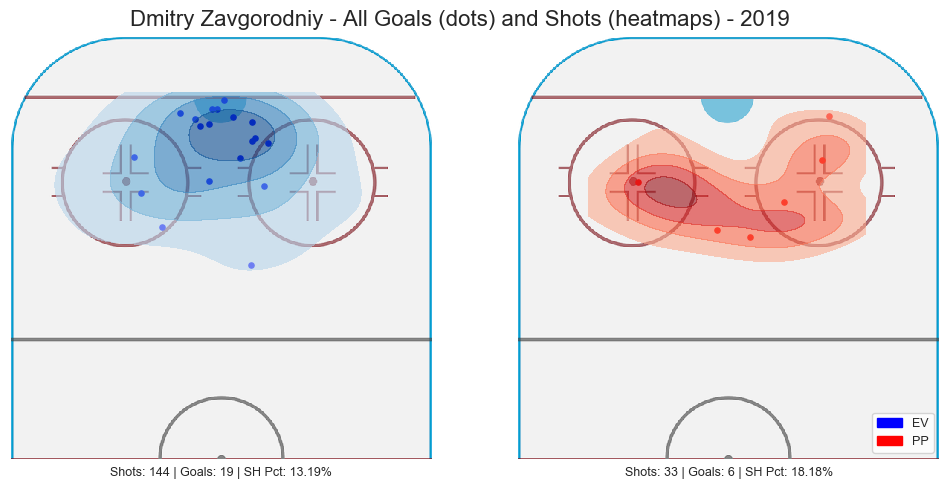 Dmitry Zavgorodniy - All Goals (dots) and Shots (heatmaps) - 2019
EV
PP
Shots: 144 | Goals: 19 | SH Pct: 13.19%
Shots: 33 | Goals: 6 | SH Pct: 18.18%